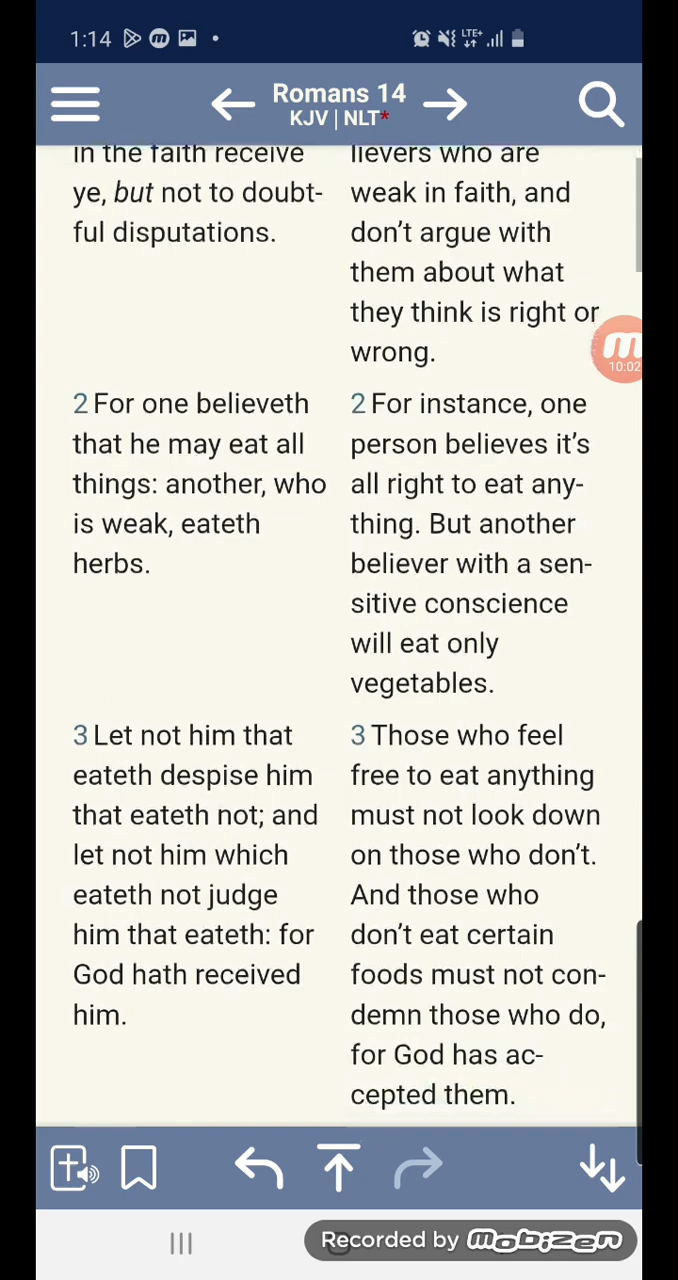 1:14
LTE+
Romans 14
KJV | NLT*
in the faith receive
ye, but not to doubt-
ful disputations.
lievers who are
weak in faith, and
don't argue with
them about what
they think is right or
wrong.
10:02
2 For one believeth
that he may eat all
things: another, who
is weak, eateth
herbs.
2 For instance, one
person believes it's
all right to eat any-
thing. But another
believer with a sen-
sitive conscience
will eat only
vegetables.
3 Let not him that
eateth despise him
that eateth not; and
let not him which
eateth not judge
him that eateth: for
God hath received
him.
3 Those who feel
free to eat anything
must not look down
on those who don't.
And those who
don't eat certain
foods must not con-
demn those who do,
for God has ac-
cepted them.
Recorded by mobizen